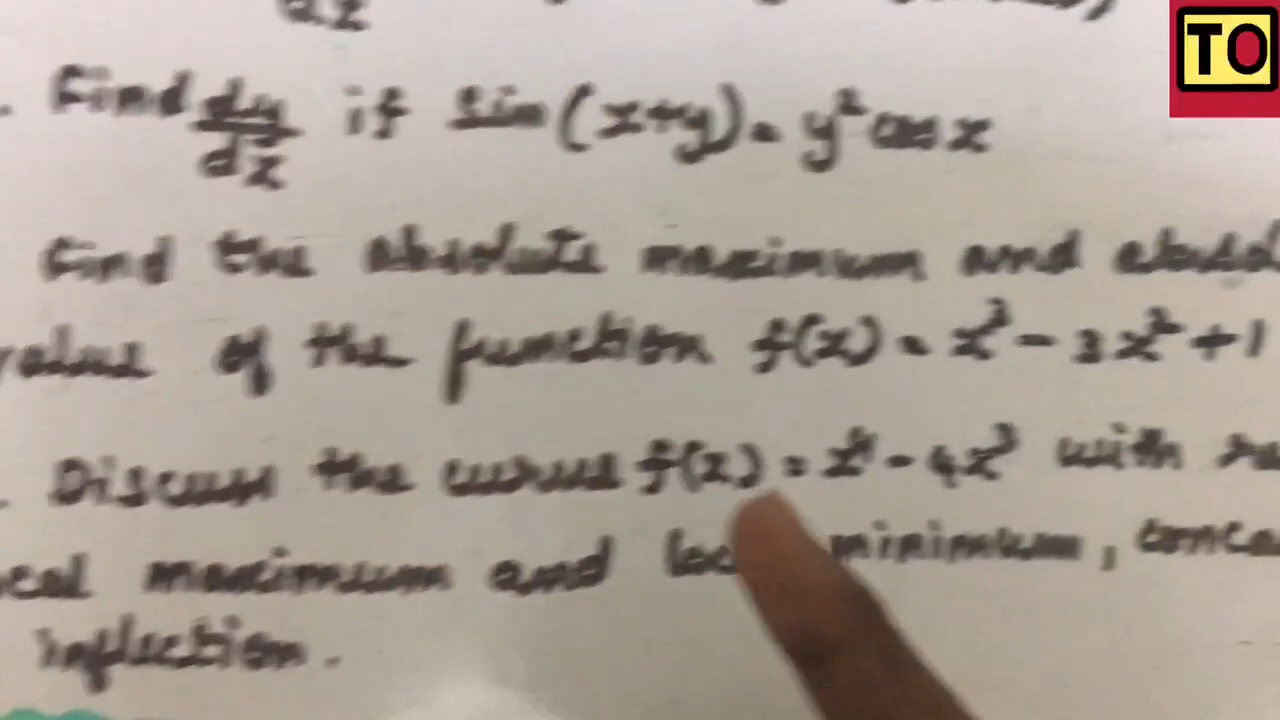 TO
Find dy/dx if sin(x+y) = y² cos x
Find the absolute maximum and
value of the function f(x) = x³ - 3x² + 1
Discuss the curve f(x) = x⁴ - 4x³ with
maximum and minimum,
inflection.